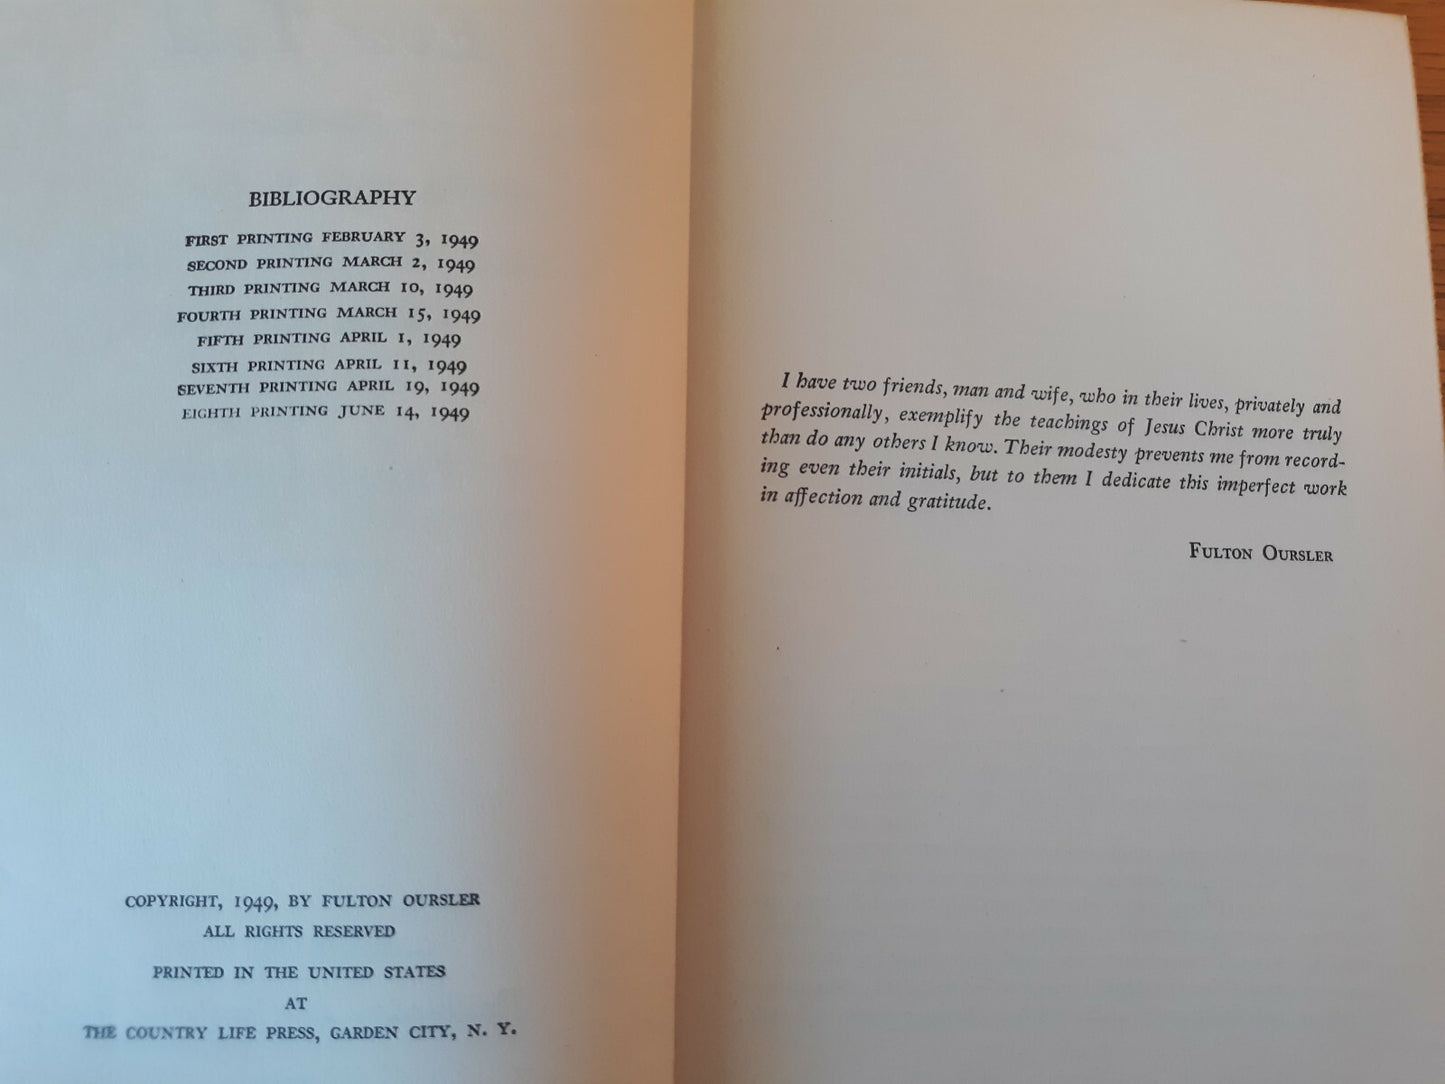 BIBLIOGRAPHY
FIRST PRINTING FEBRUARY 3, 1949
SECOND PRINTING MARCH 2, 1949
THIRD PRINTING MARCH 10, 1949
FOURTH PRINTING MARCH 15, 1949
FIFTH PRINTING APRIL 1, 1949
SIXTH PRINTING APRIL 11, 1949
SEVENTH PRINTING APRIL 19, 1949
EIGHTH PRINTING JUNE 14, 1949
COPYRIGHT, 1949, BY FULTON OURSLER
ALL RIGHTS RESERVED
PRINTED IN THE UNITED STATES
AT
THE COUNTRY LIFE PRESS, GARDEN CITY, N. Y.
I have two friends, man and wife, who in their lives, privately and
professionally, exemplify the teachings of Jesus Christ more truly
than do any others I know. Their modesty prevents me from record-
ing even their initials, but to them I dedicate this imperfect work
in affection and gratitude.
FULTON OURSLER